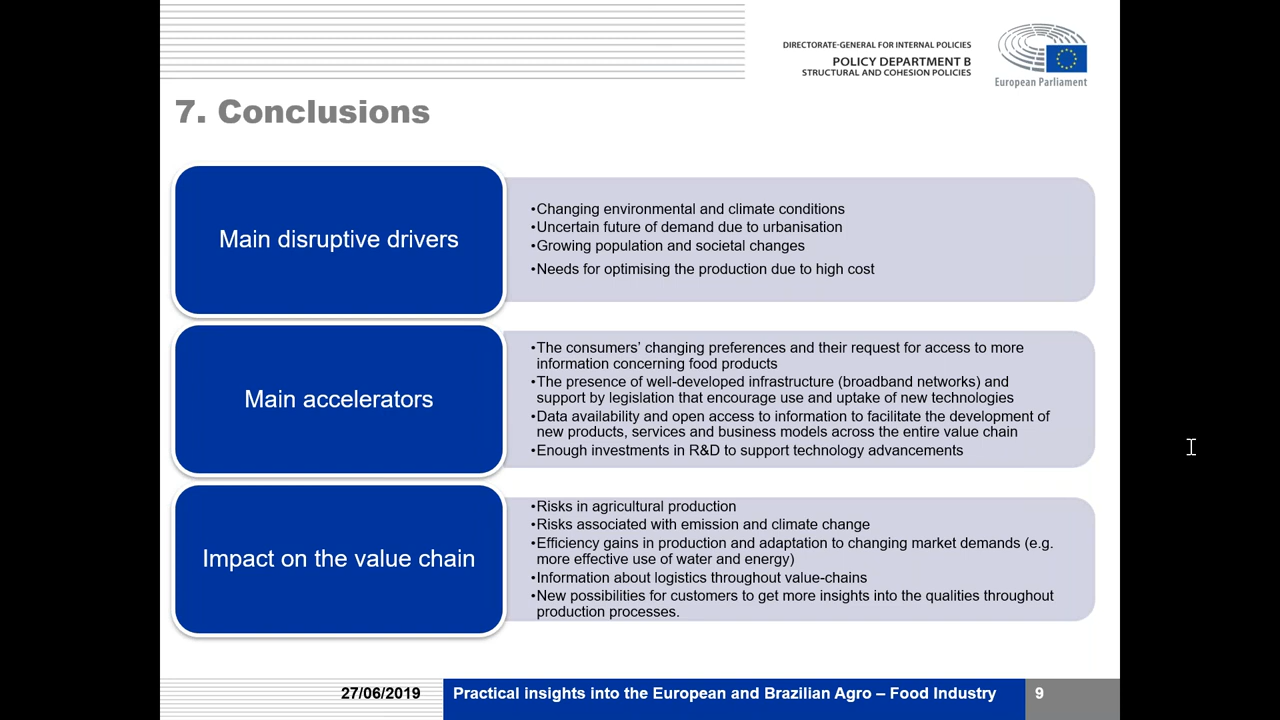 DIRECTORATE-GENERAL FOR INTERNAL POLICIES
POLICY DEPARTMENT B
STRUCTURAL AND COHESION POLICIES
European Parliament
7. Conclusions
Main disruptive drivers
•Changing environmental and climate conditions
•Uncertain future of demand due to urbanisation
•Growing population and societal changes
•Needs for optimising the production due to high cost
Main accelerators
•The consumers’ changing preferences and their request for access to more
information concerning food products
•The presence of well-developed infrastructure (broadband networks) and
support by legislation that encourage use and uptake of new technologies
•Data availability and open access to information to facilitate the development of
new products, services and business models across the entire value chain
•Enough investments in R&D to support technology advancements
Impact on the value chain
•Risks in agricultural production
•Risks associated with emission and climate change
•Efficiency gains in production and adaptation to changing market demands (e.g.
more effective use of water and energy)
•Information about logistics throughout value-chains
•New possibilities for customers to get more insights into the qualities throughout
production processes.
27/06/2019
Practical insights into the European and Brazilian Agro – Food Industry
9